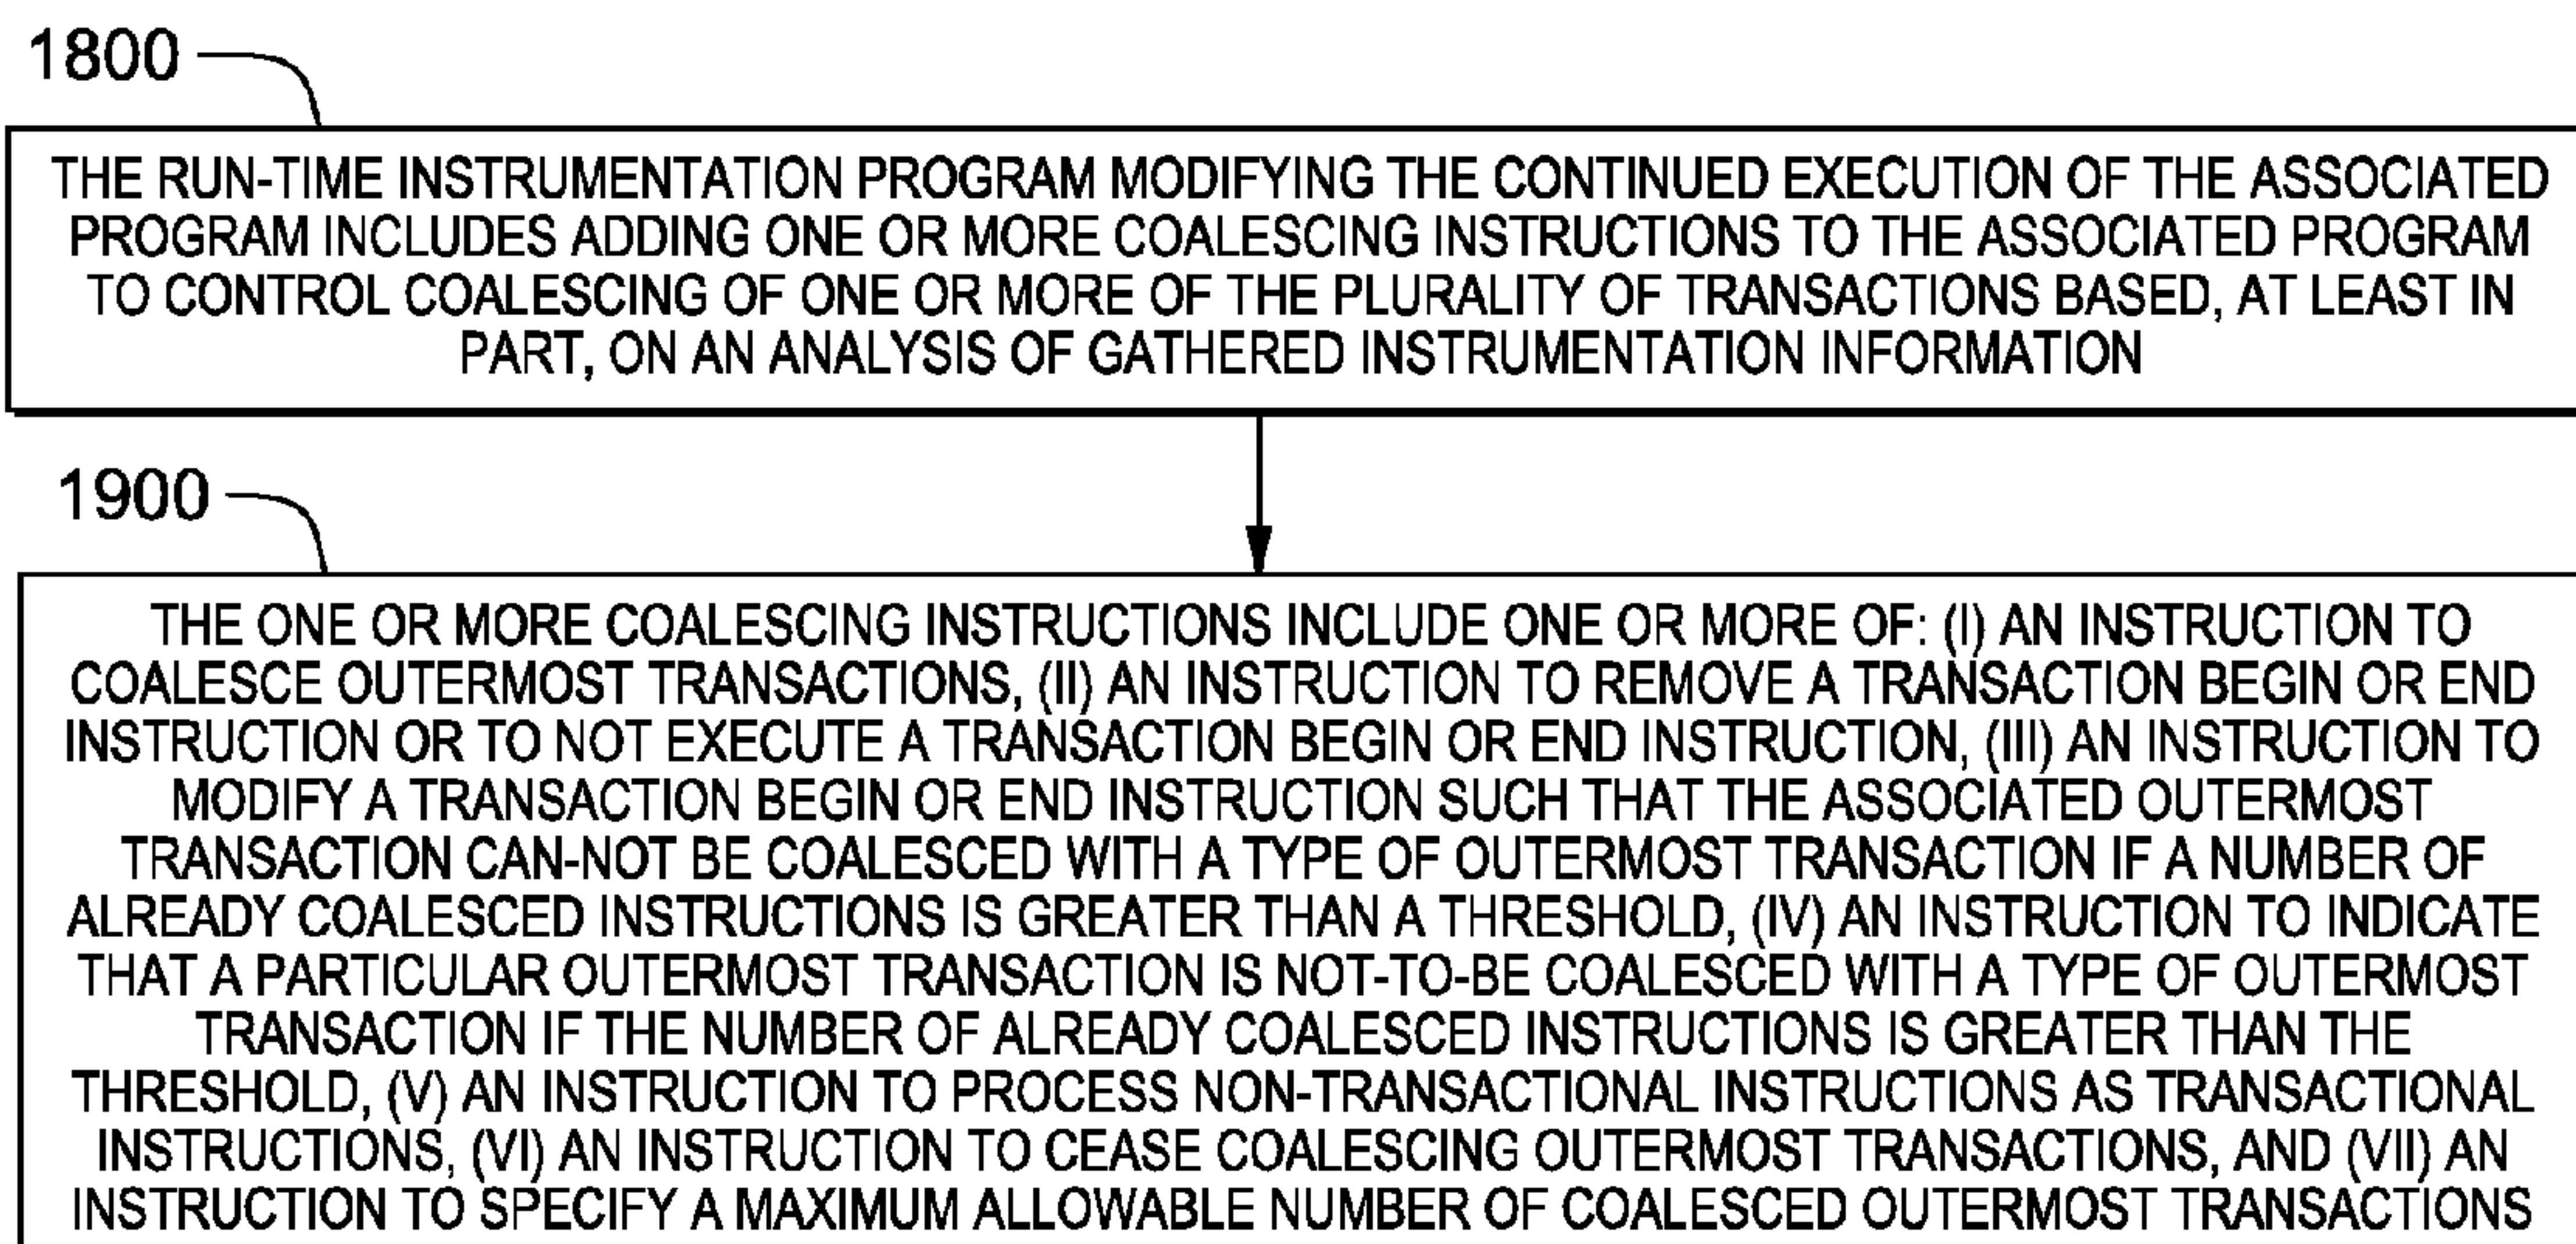 1800
THE RUN-TIME INSTRUMENTATION PROGRAM MODIFYING THE CONTINUED EXECUTION OF THE ASSOCIATED
PROGRAM INCLUDES ADDING ONE OR MORE COALESCING INSTRUCTIONS TO THE ASSOCIATED PROGRAM
TO CONTROL COALESCING OF ONE OR MORE OF THE PLURALITY OF TRANSACTIONS BASED, AT LEAST IN
PART, ON AN ANALYSIS OF GATHERED INSTRUMENTATION INFORMATION
1900
THE ONE OR MORE COALESCING INSTRUCTIONS INCLUDE ONE OR MORE OF: (I) AN INSTRUCTION TO
COALESCE OUTERMOST TRANSACTIONS, (II) AN INSTRUCTION TO REMOVE A TRANSACTION BEGIN OR END
INSTRUCTION OR TO NOT EXECUTE A TRANSACTION BEGIN OR END INSTRUCTION, (III) AN INSTRUCTION TO
MODIFY A TRANSACTION BEGIN OR END INSTRUCTION SUCH THAT THE ASSOCIATED OUTERMOST
TRANSACTION CAN-NOT BE COALESCED WITH A TYPE OF OUTERMOST TRANSACTION IF A NUMBER OF
ALREADY COALESCED INSTRUCTIONS IS GREATER THAN A THRESHOLD, (IV) AN INSTRUCTION TO INDICATE
THAT A PARTICULAR OUTERMOST TRANSACTION IS NOT-TO-BE COALESCED WITH A TYPE OF OUTERMOST
TRANSACTION IF THE NUMBER OF ALREADY COALESCED INSTRUCTIONS IS GREATER THAN THE
THRESHOLD, (V) AN INSTRUCTION TO PROCESS NON-TRANSACTIONAL INSTRUCTIONS AS TRANSACTIONAL
INSTRUCTIONS, (VI) AN INSTRUCTION TO CEASE COALESCING OUTERMOST TRANSACTIONS, AND (VII) AN
INSTRUCTION TO SPECIFY A MAXIMUM ALLOWABLE NUMBER OF COALESCED OUTERMOST TRANSACTIONS